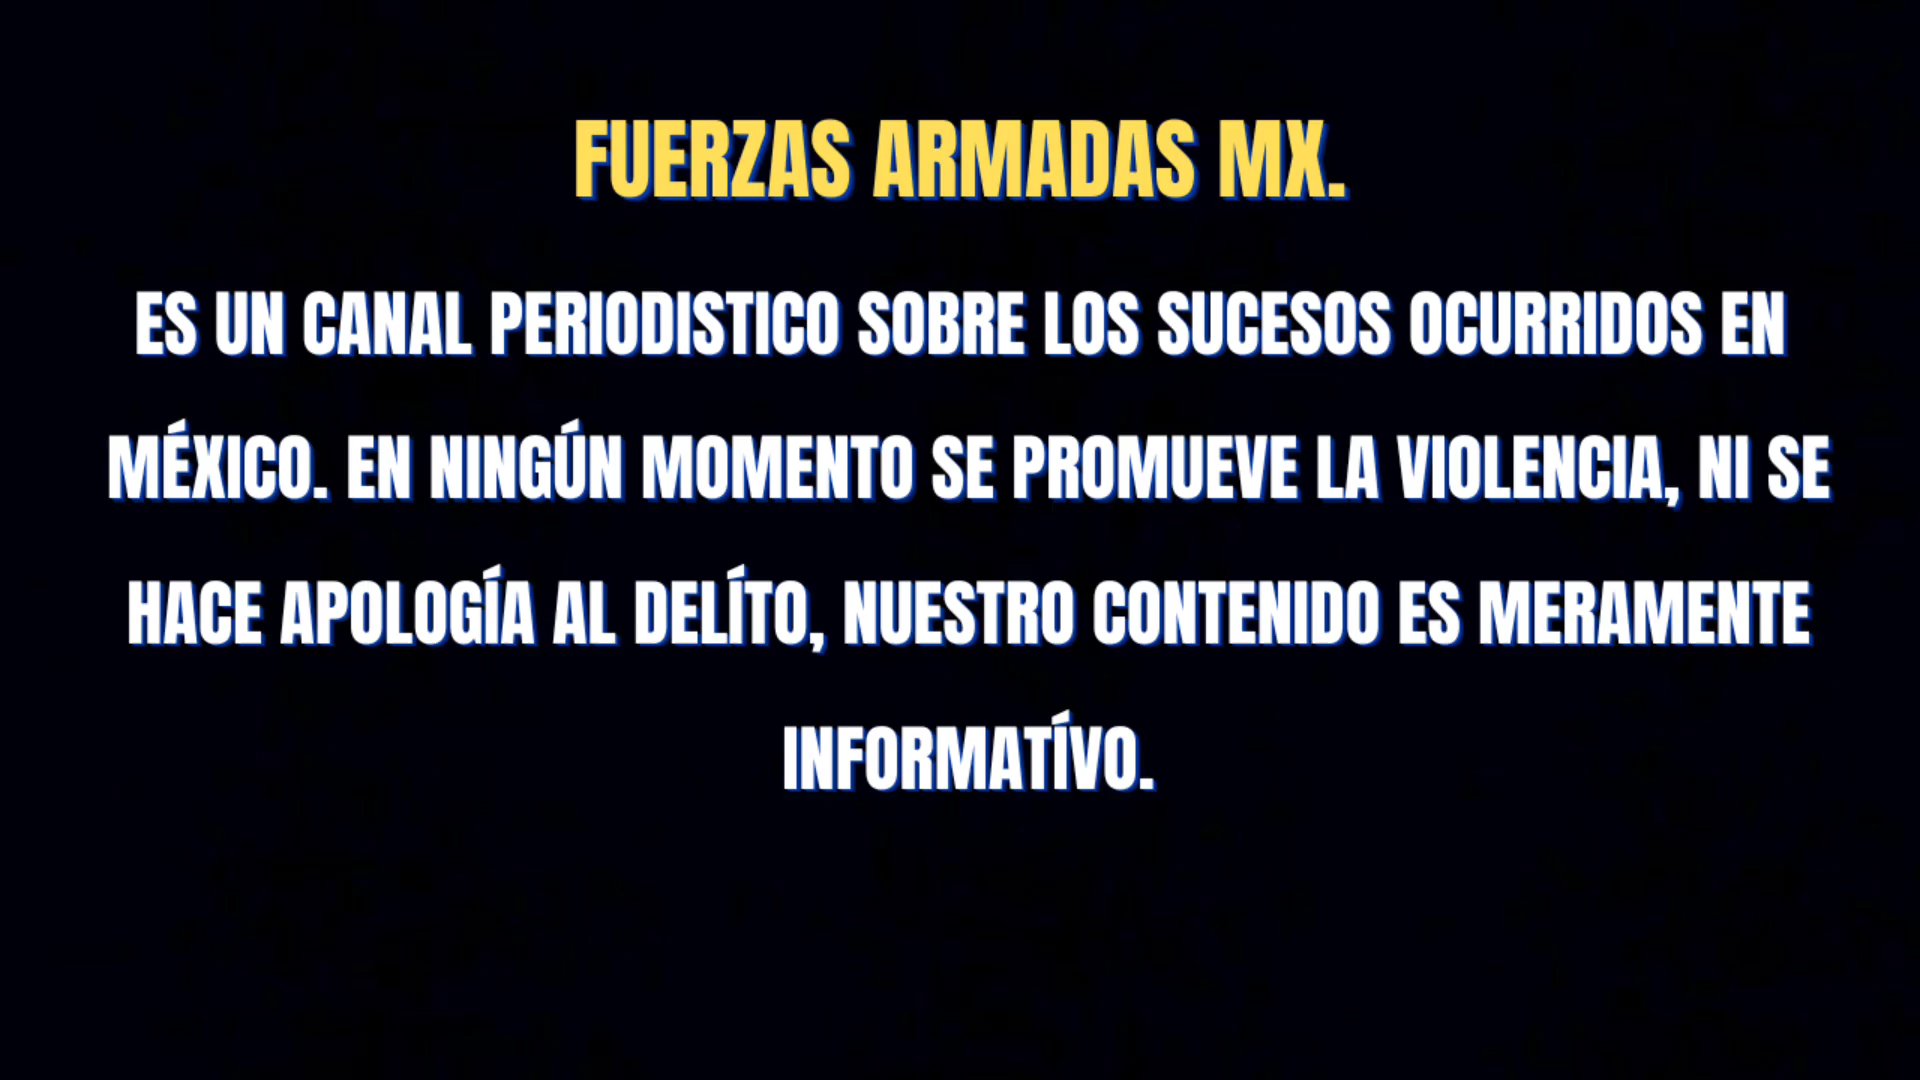 FUERZAS ARMADAS MX.
ES UN CANAL PERIODISTICO SOBRE LOS SUCESOS OCURRIDOS EN
MÉXICO. EN NINGÚN MOMENTO SE PROMUEVE LA VIOLENCIA, NI SE
HACE APOLOGÍA AL DELÍTO, NUESTRO CONTENIDO ES MERAMENTE
INFORMATÍVO.